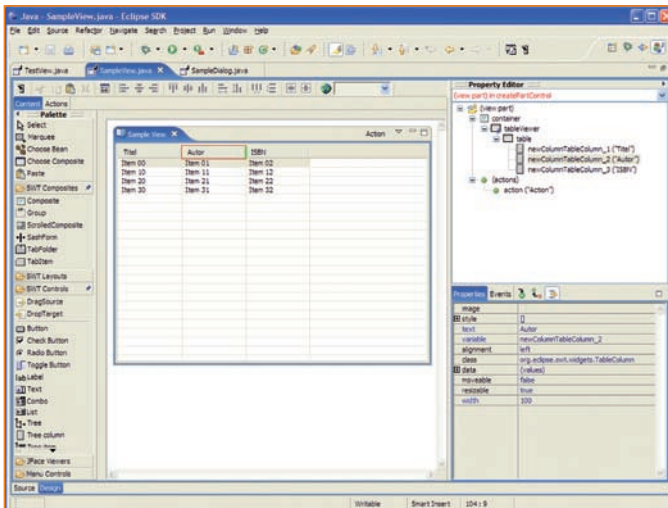 Java - SampleView.java - Eclipse SDK
File Edit Source Refactor Navigate Search Project Run Window Help
TestView.java SampleView.java SampleDialog.java
Content Actions
Palette
Select
Marquee
Choose Bean
Choose Composite
Paste
SWT Composites
Composite
Group
ScrolledComposite
SashForm
TabFolder
TabItem
SWT Layouts
SWT Controls
DragSource
DropTarget
Button
Check Button
Radio Button
Toggle Button
Label
Text
Combo
List
Tree
Tree column
JFace Viewers
Menu Controls
Source Design
Sample View Action
Titel Autor ISBN
Item 00 Item 01 Item 02
Item 10 Item 11 Item 12
Item 20 Item 21 Item 22
Item 30 Item 31 Item 32
Property Editor
(view part) in createPartControl
(view part)
container
tableViewer
table
newColumnTableColumn_1 ("Titel")
newColumnTableColumn_2 ("Autor")
newColumnTableColumn_3 ("ISBN")
(actions)
action ("Action")
Properties Events
image
style []
text Autor
variable newColumnTableColumn_2
alignment left
class org.eclipse.swt.widgets.TableColumn
data (values)
moveable false
resizable true
width 100
Writable Smart Insert 104 : 9